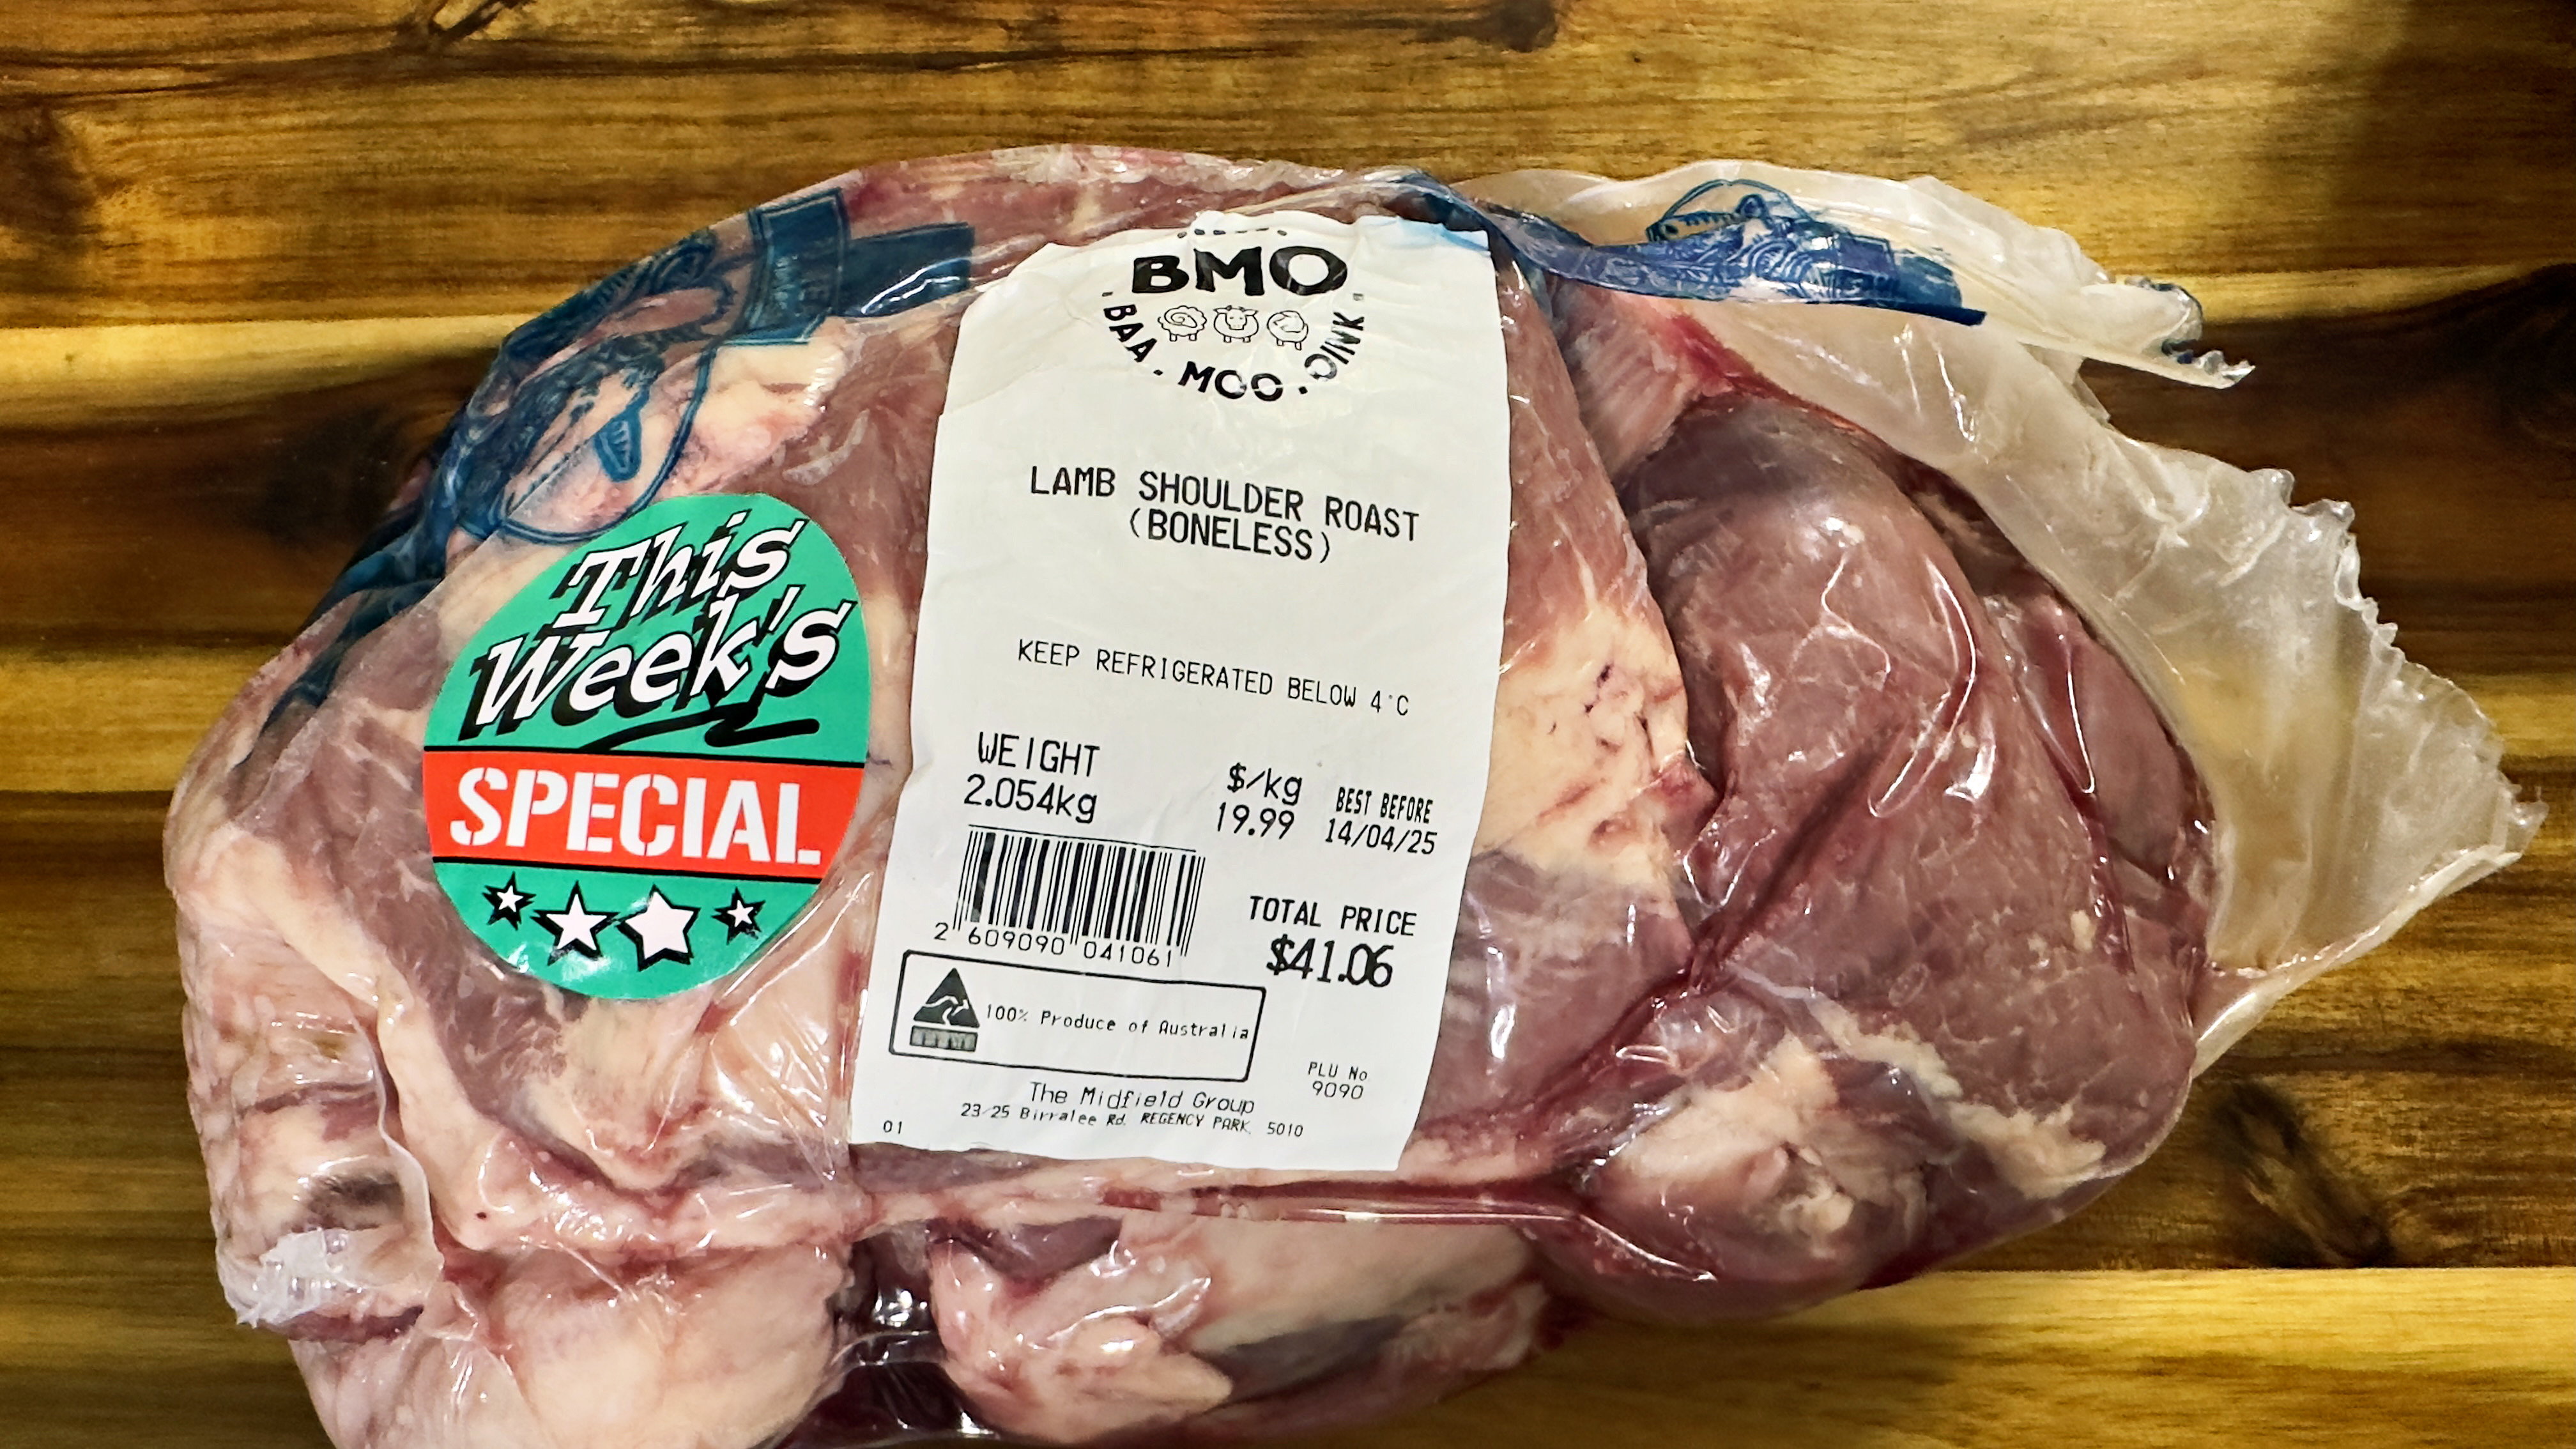 BMO
BAA . MOO . OINK
LAMB SHOULDER ROAST
(BONELESS)
KEEP REFRIGERATED BELOW 4°C
WEIGHT
2.054kg
$/kg
19.99
BEST BEFORE
14/04/25
2 609090 041061
TOTAL PRICE
$41.06
100% Produce of Australia
PLU No
9090
The Midfield Group
23/25 Birralee Rd. REGENCY PARK, 5010
01
This
Week's
SPECIAL